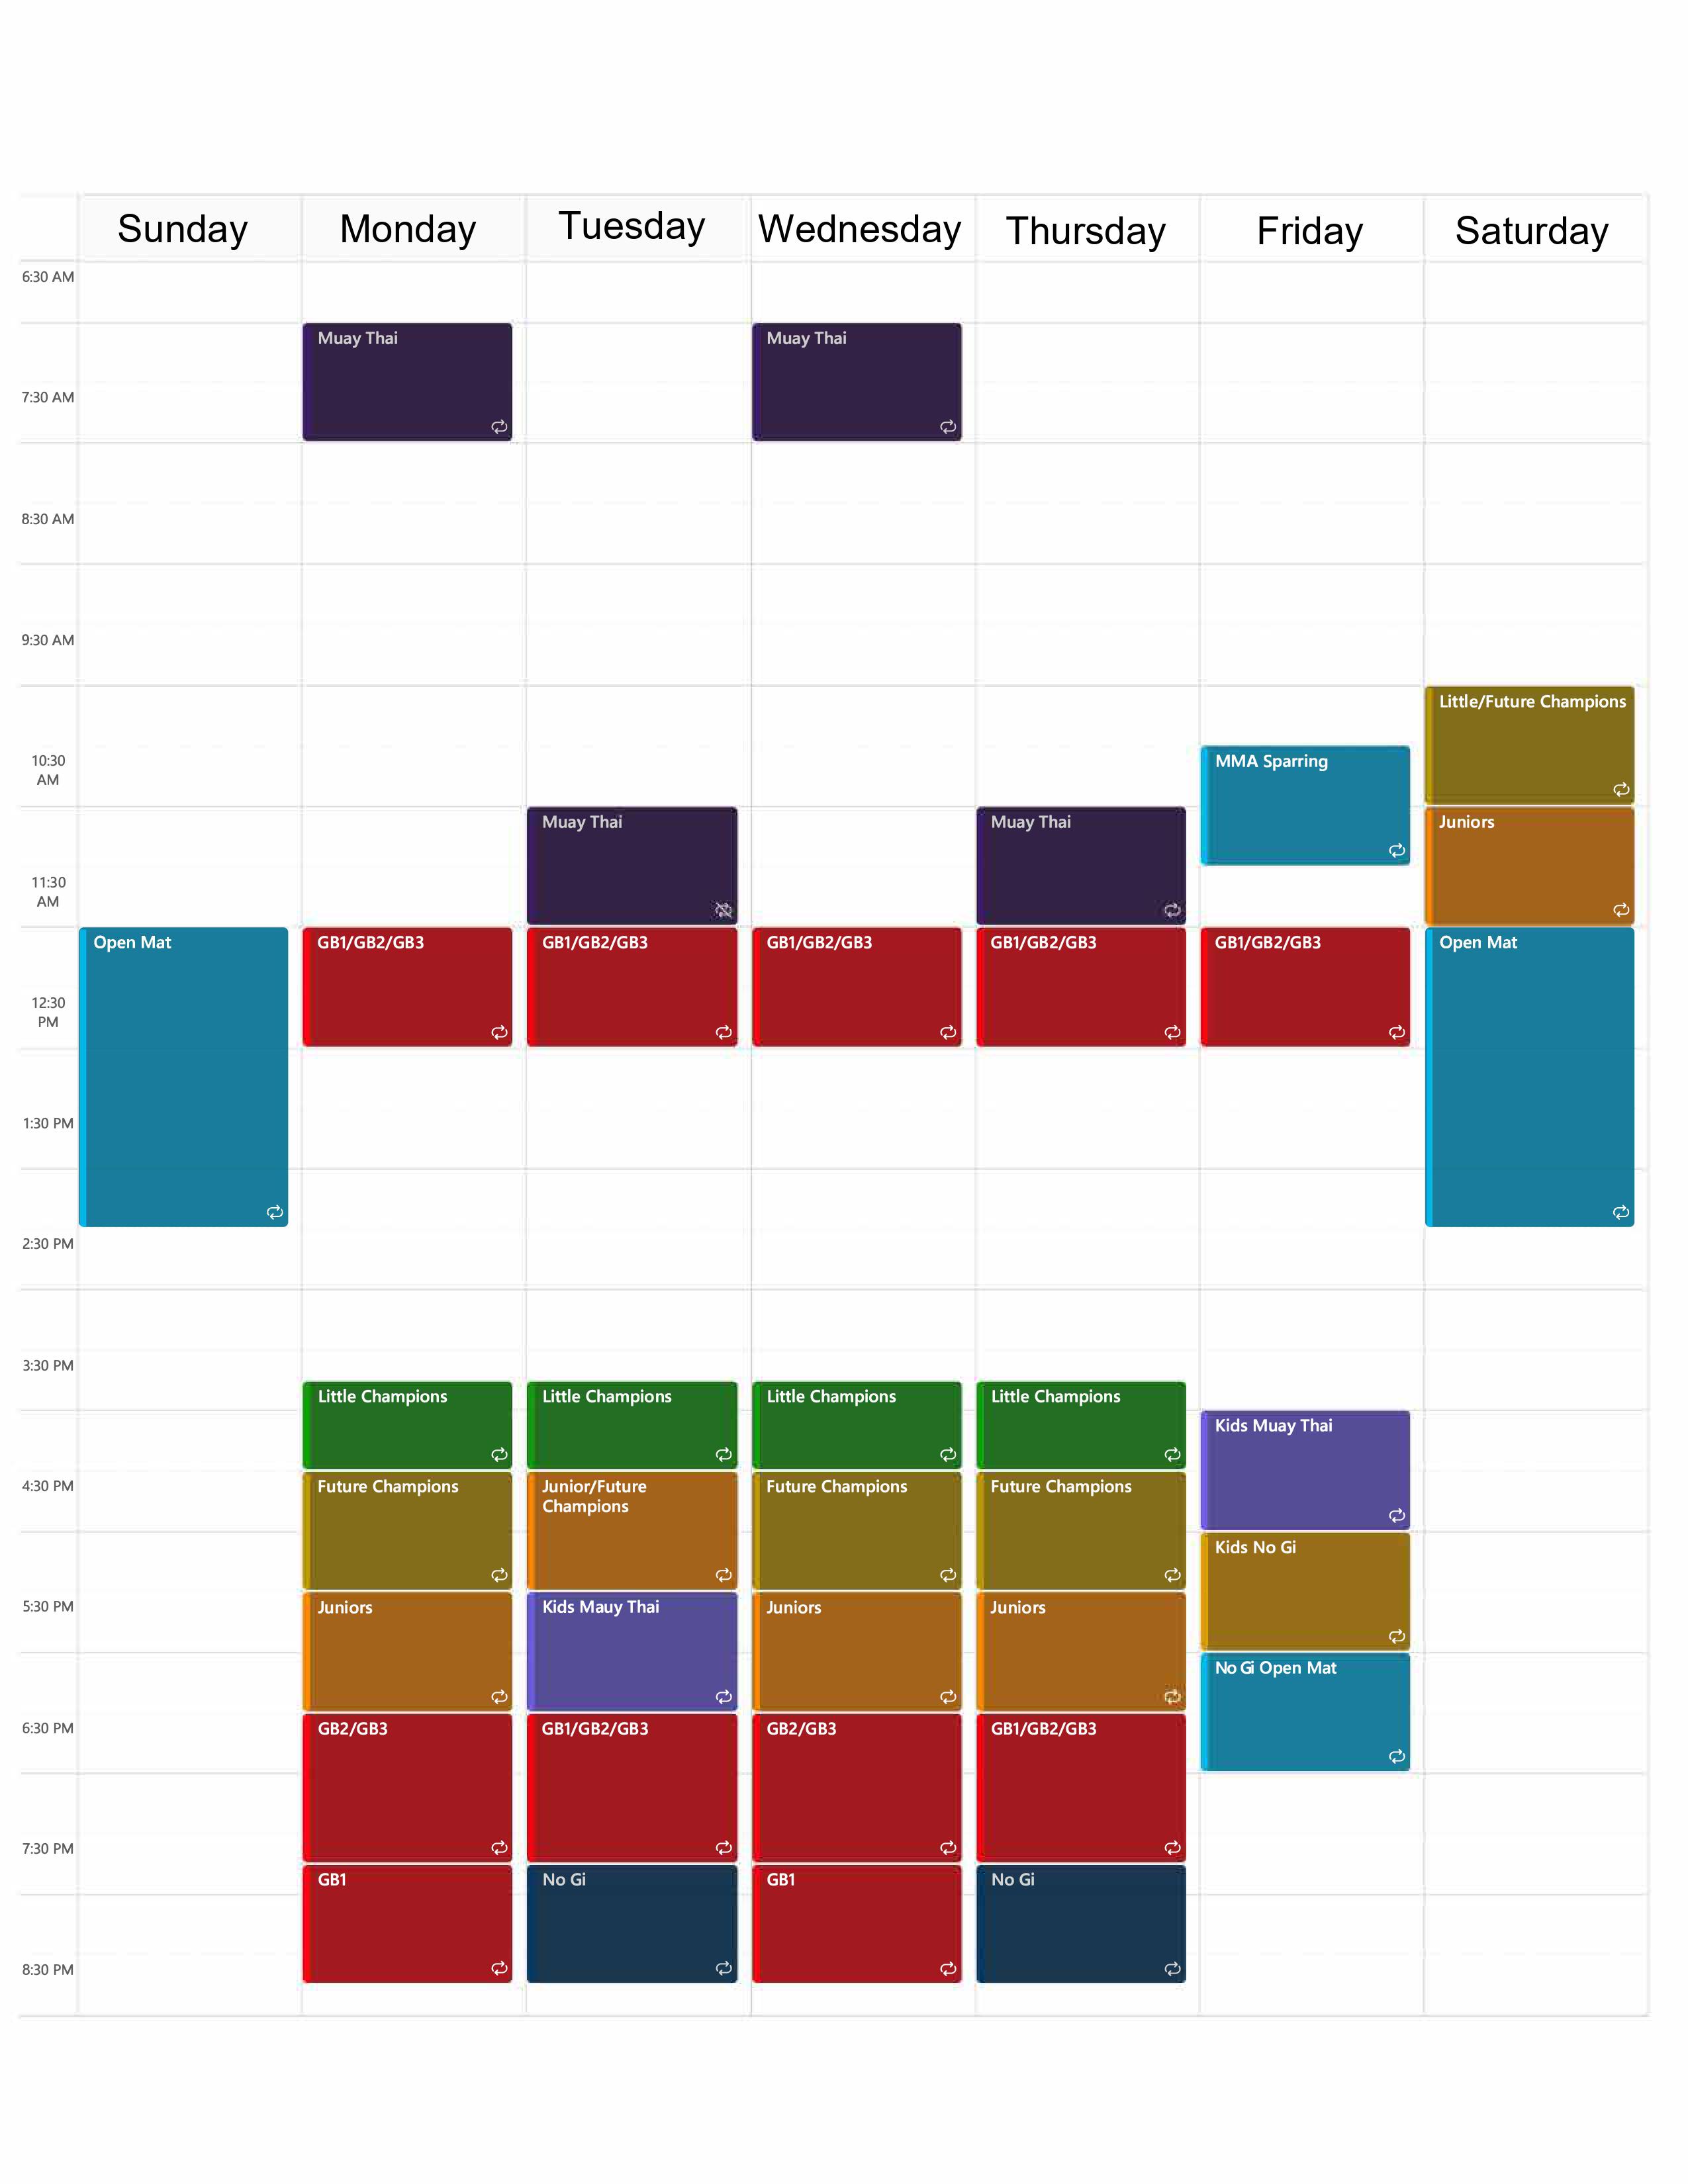 Sunday Monday Tuesday Wednesday Thursday Friday Saturday
6:30 AM
Muay Thai Muay Thai
7:30 AM
8:30 AM
9:30 AM
Little/Future Champions
10:30
AM
MMA Sparring
Muay Thai Muay Thai Juniors
11:30
AM
Open Mat GB1/GB2/GB3 GB1/GB2/GB3 GB1/GB2/GB3 GB1/GB2/GB3 GB1/GB2/GB3 Open Mat
12:30
PM
1:30 PM
2:30 PM
3:30 PM
Little Champions Little Champions Little Champions Little Champions
Kids Muay Thai
4:30 PM
Future Champions Junior/Future
Champions
Future Champions Future Champions
Kids No Gi
5:30 PM
Juniors Kids Mauy Thai Juniors Juniors
No Gi Open Mat
6:30 PM
GB2/GB3 GB1/GB2/GB3 GB2/GB3 GB1/GB2/GB3
7:30 PM
GB1 No Gi GB1 No Gi
8:30 PM